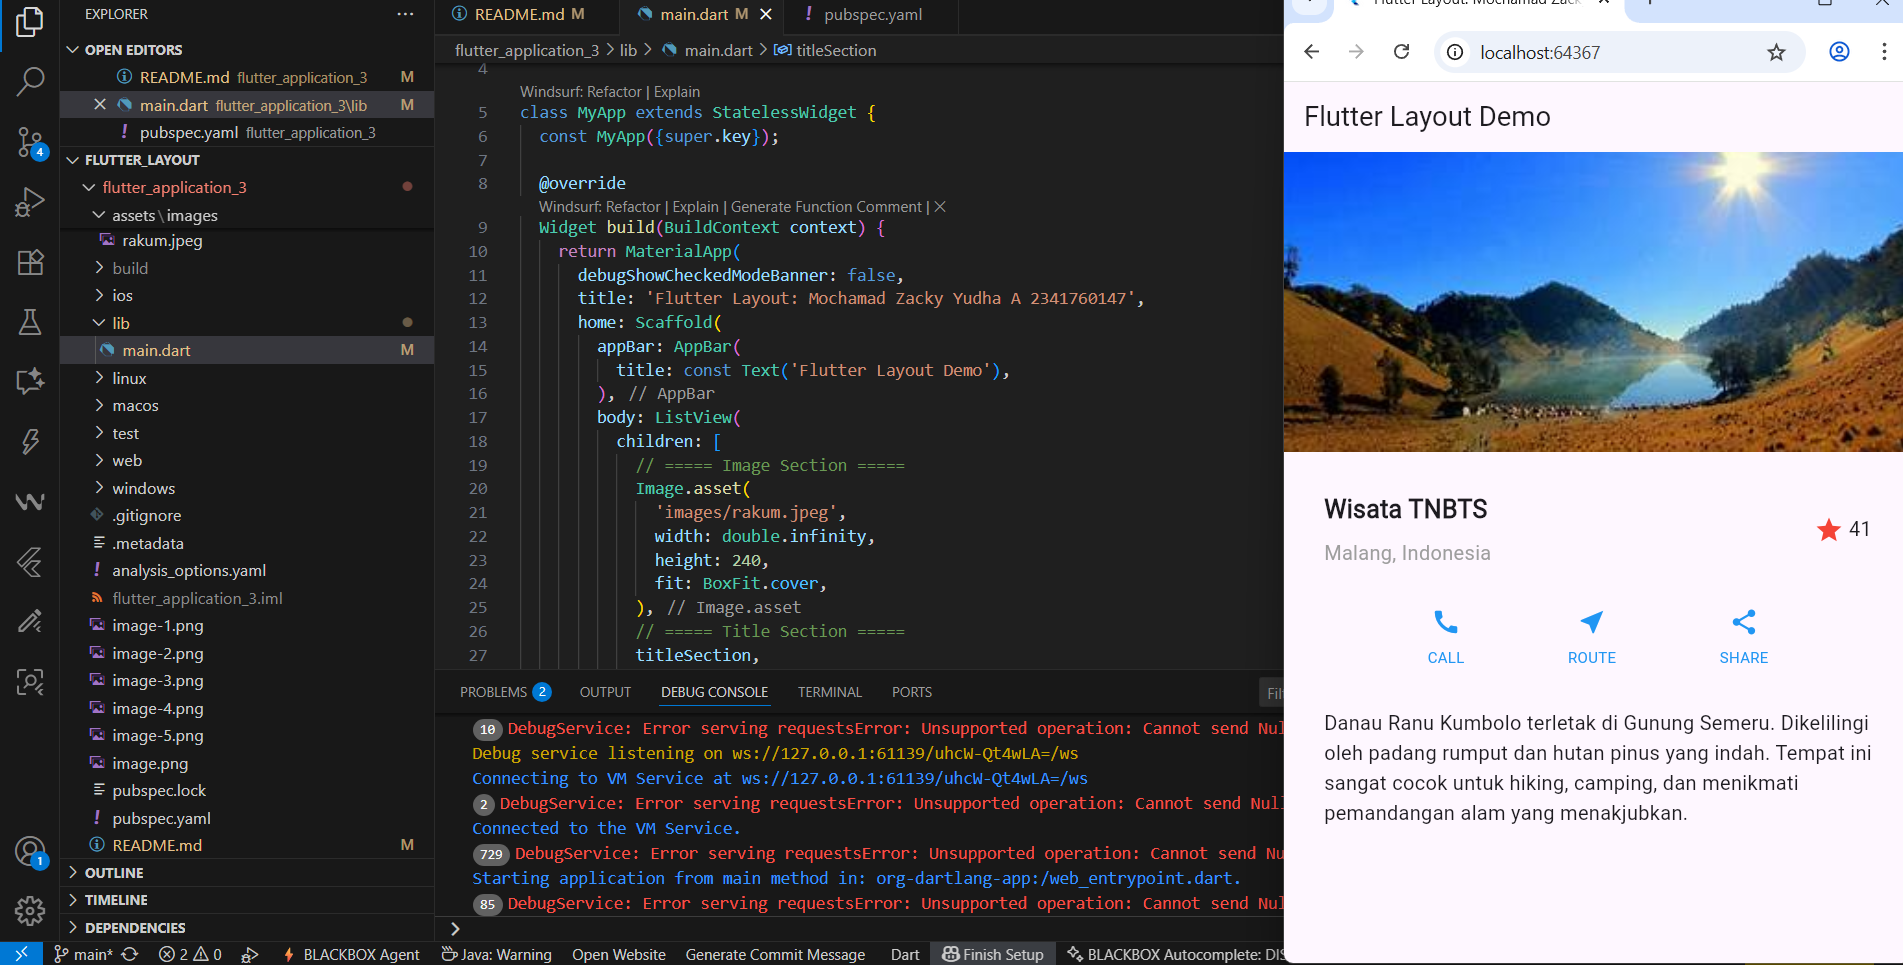 EXPLORER
OPEN EDITORS
README.md flutter_application_3 M
main.dart flutter_application_3\lib M
! pubspec.yaml flutter_application_3
FLUTTER_LAYOUT
flutter_application_3
assets\images
rakum.jpeg
build
ios
lib
main.dart M
linux
macos
test
web
windows
.gitignore
.metadata
! analysis_options.yaml
flutter_application_3.iml
image-1.png
image-2.png
image-3.png
image-4.png
image-5.png
image.png
pubspec.lock
! pubspec.yaml
README.md M
OUTLINE
TIMELINE
DEPENDENCIES
4
1
README.md M
main.dart M
! pubspec.yaml
flutter_application_3 > lib > main.dart > titleSection
4
Windsurf: Refactor | Explain
5 class MyApp extends StatelessWidget {
6 const MyApp({super.key});
7
8 @override
Windsurf: Refactor | Explain | Generate Function Comment | X
9 Widget build(BuildContext context) {
10 return MaterialApp(
11 debugShowCheckedModeBanner: false,
12 title: 'Flutter Layout: Mochamad Zacky Yudha A 2341760147',
13 home: Scaffold(
14 appBar: AppBar(
15 title: const Text('Flutter Layout Demo'),
16 ), // AppBar
17 body: ListView(
18 children: [
19 // ===== Image Section =====
20 Image.asset(
21 'images/rakum.jpeg',
22 width: double.infinity,
23 height: 240,
24 fit: BoxFit.cover,
25 ), // Image.asset
26 // ===== Title Section =====
27 titleSection,
PROBLEMS 2 OUTPUT DEBUG CONSOLE TERMINAL PORTS
10 DebugService: Error serving requestsError: Unsupported operation: Cannot send Nul
Debug service listening on ws://127.0.0.1:61139/uhcW-Qt4wLA=/ws
Connecting to VM Service at ws://127.0.0.1:61139/uhcW-Qt4wLA=/ws
2 DebugService: Error serving requestsError: Unsupported operation: Cannot send Null
Connected to the VM Service.
729 DebugService: Error serving requestsError: Unsupported operation: Cannot send Nu
Starting application from main method in: org-dartlang-app:/web_entrypoint.dart.
85 DebugService: Error serving requestsError: Unsupported operation: Cannot send Nul
main* 2 0 BLACKBOX Agent Java: Warning Open Website Generate Commit Message Dart Finish Setup BLACKBOX Autocomplete: DIS
Flutter Layout: Mochamad Zack
localhost:64367
Flutter Layout Demo
Wisata TNBTS
Malang, Indonesia
41
CALL ROUTE SHARE
Danau Ranu Kumbolo terletak di Gunung Semeru. Dikelilingi
oleh padang rumput dan hutan pinus yang indah. Tempat ini
sangat cocok untuk hiking, camping, dan menikmati
pemandangan alam yang menakjubkan.